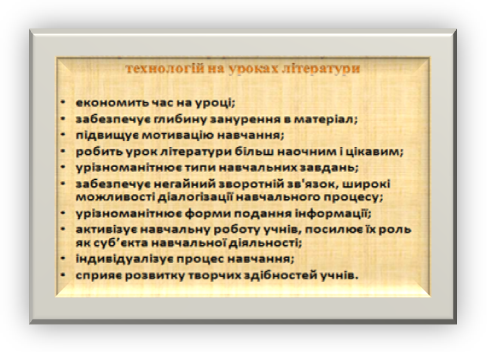 технологій на уроках літератури
• економить час на уроці;
• забезпечує глибину занурення в матеріал;
• підвищує мотивацію навчання;
• робить урок літератури більш наочним і цікавим;
• урізноманітнює типи навчальних завдань;
• забезпечує негайний зворотній зв'язок, широкі
можливості діалогізації навчального процесу;
• урізноманітнює форми подання інформації;
• активізує навчальну роботу учнів, посилює їх роль
як суб’єкта навчальної діяльності;
• індивідуалізує процес навчання;
• сприяє розвитку творчих здібностей учнів.